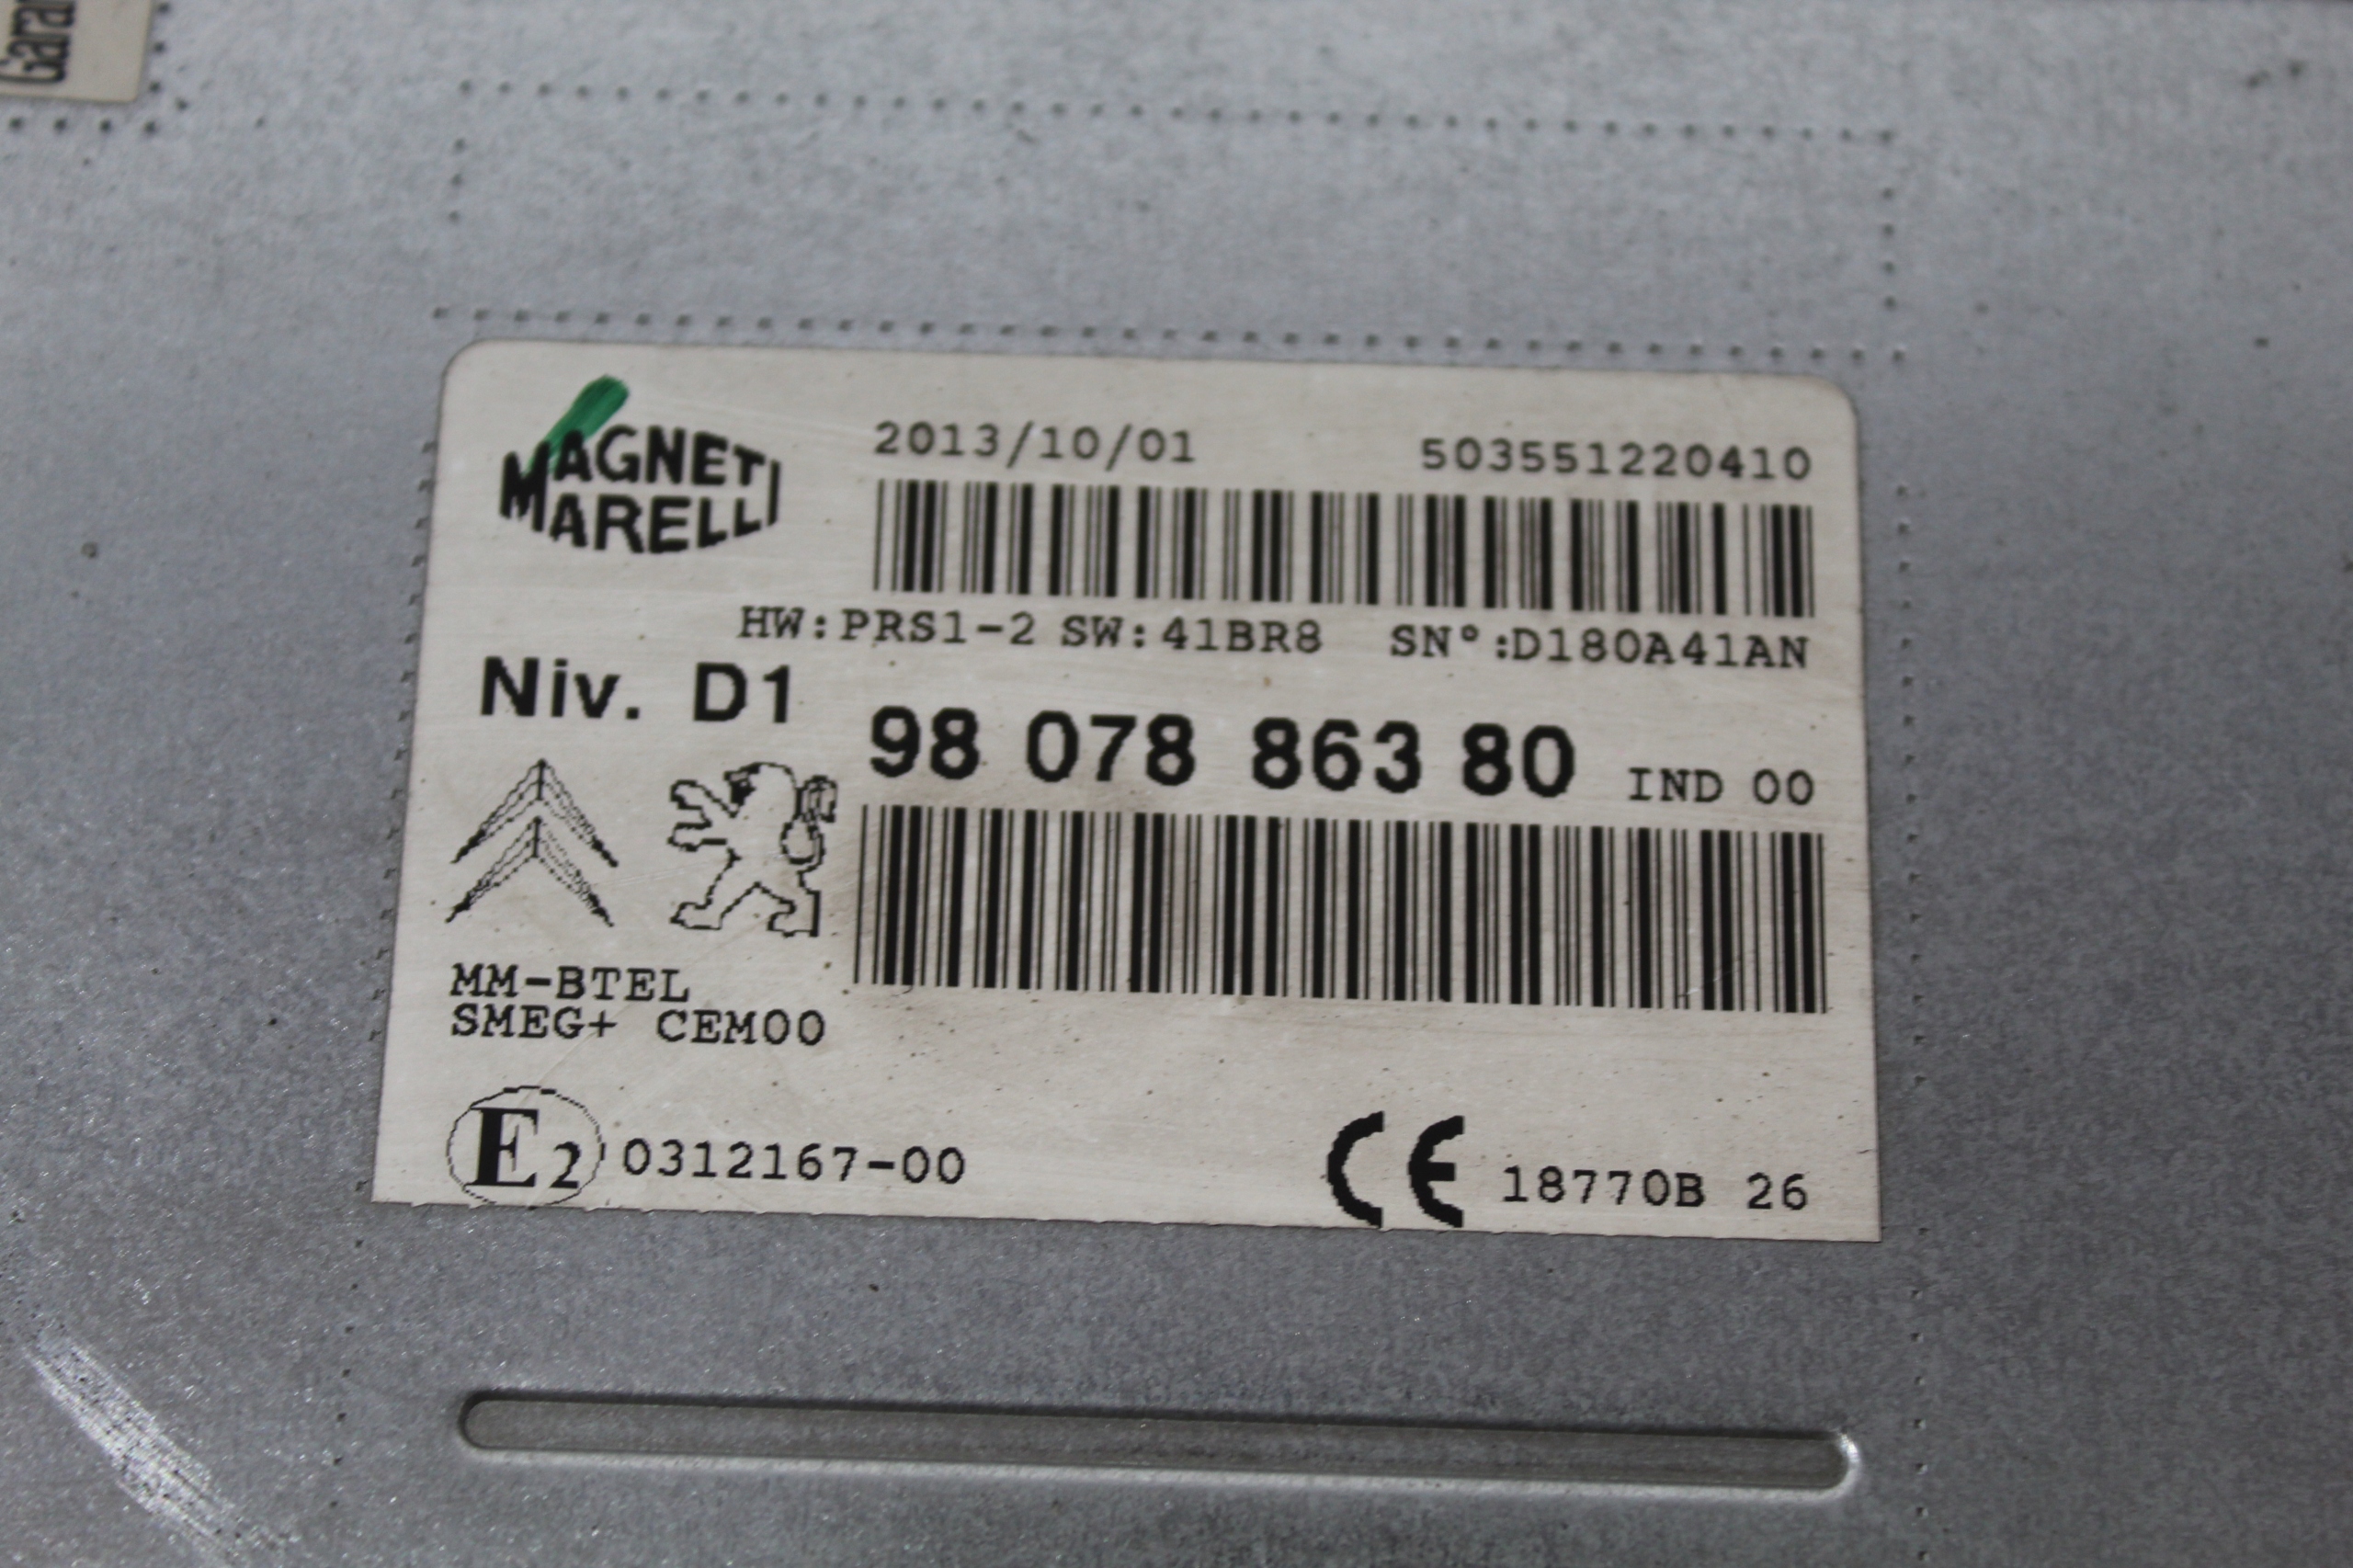 Garan
MAGNETI
MARELLI
2013/10/01 503551220410
HW:PRS1-2 SW:41BR8 SN°:D180A41AN
Niv. D1
98 078 863 80 IND 00
MM-BTEL
SMEG+ CEM00
E2 0312167-00
CE 18770B 26